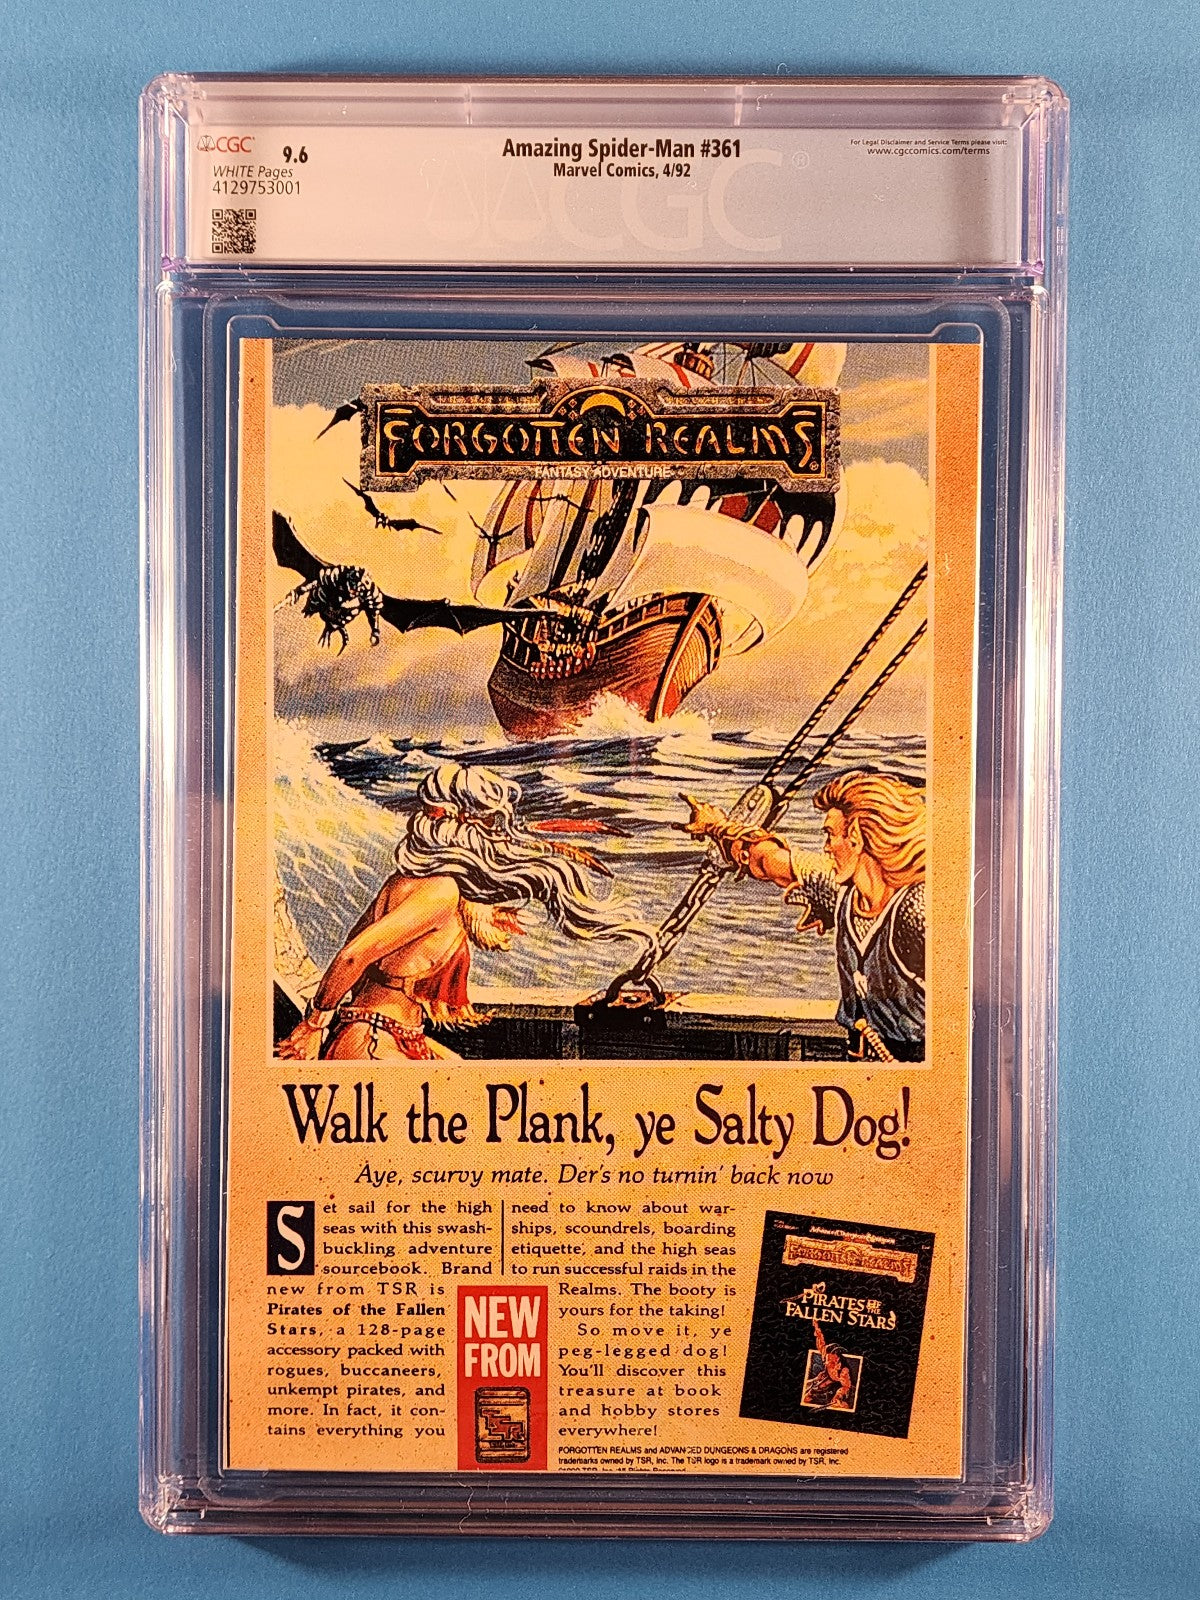 CGC
9.6
WHITE Pages
4129753001
Amazing Spider-Man #361
Marvel Comics, 4/92
For Legal Disclaimer and Service Terms please visit:
www.cgccomics.com/terms
CGC
FORGOTTEN REALMS
FANTASY ADVENTURE
Walk the Plank, ye Salty Dog!
Aye, scurvy mate. Der's no turnin' back now
Set sail for the high
seas with this swash-
buckling adventure
sourcebook. Brand
new from TSR is
Pirates of the Fallen
Stars, a 128-page
accessory packed with
rogues, buccaneers,
unkempt pirates, and
more. In fact, it con-
tains everything you
need to know about war-
ships, scoundrels, boarding
etiquette, and the high seas
to run successful raids in the
Realms. The booty is
yours for the taking!
So move it, ye
peg-legged dog!
You'll discover this
treasure at book
and hobby stores
everywhere!
NEW
FROM
TSR
Advanced Dungeons & Dragons
FORGOTTEN REALMS
PIRATES OF THE
FALLEN STARS
FORGOTTEN REALMS and ADVANCED DUNGEONS & DRAGONS are registered
trademarks owned by TSR, Inc. The TSR logo is a trademark owned by TSR, Inc.